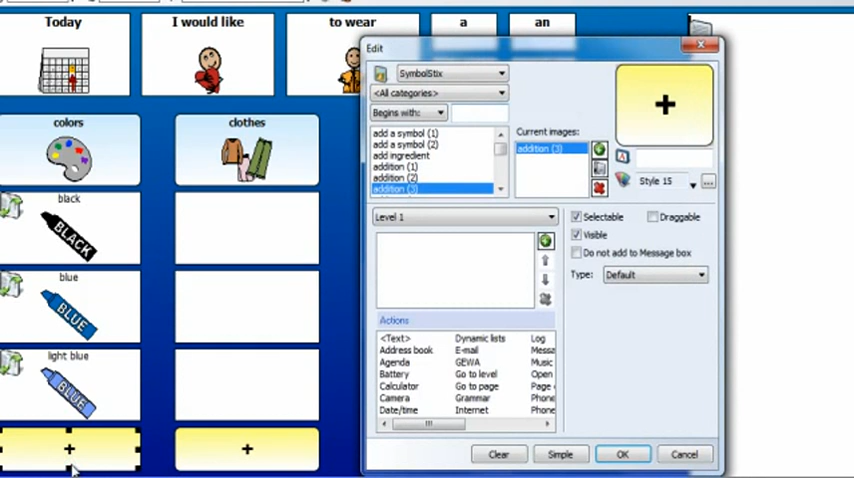 Today
I would like
to wear
a
an
colors
clothes
black
BLACK
blue
BLUE
light blue
BLUE
+
+
Edit
SymbolStix
<All categories>
Begins with:
add a symbol (1)
add a symbol (2)
add ingredient
addition (1)
addition (2)
addition (3)
Current images:
addition (3)
+
A
Style 15
...
Level 1
Selectable
Draggable
Visible
Do not add to Message box
Type: Default
Actions
<Text> Dynamic lists Log
Address book E-mail Messa
Agenda GEWA Music
Battery Go to level Open
Calculator Go to page Page
Camera Grammar Phone
Date/time Internet Phone
Clear Simple OK Cancel